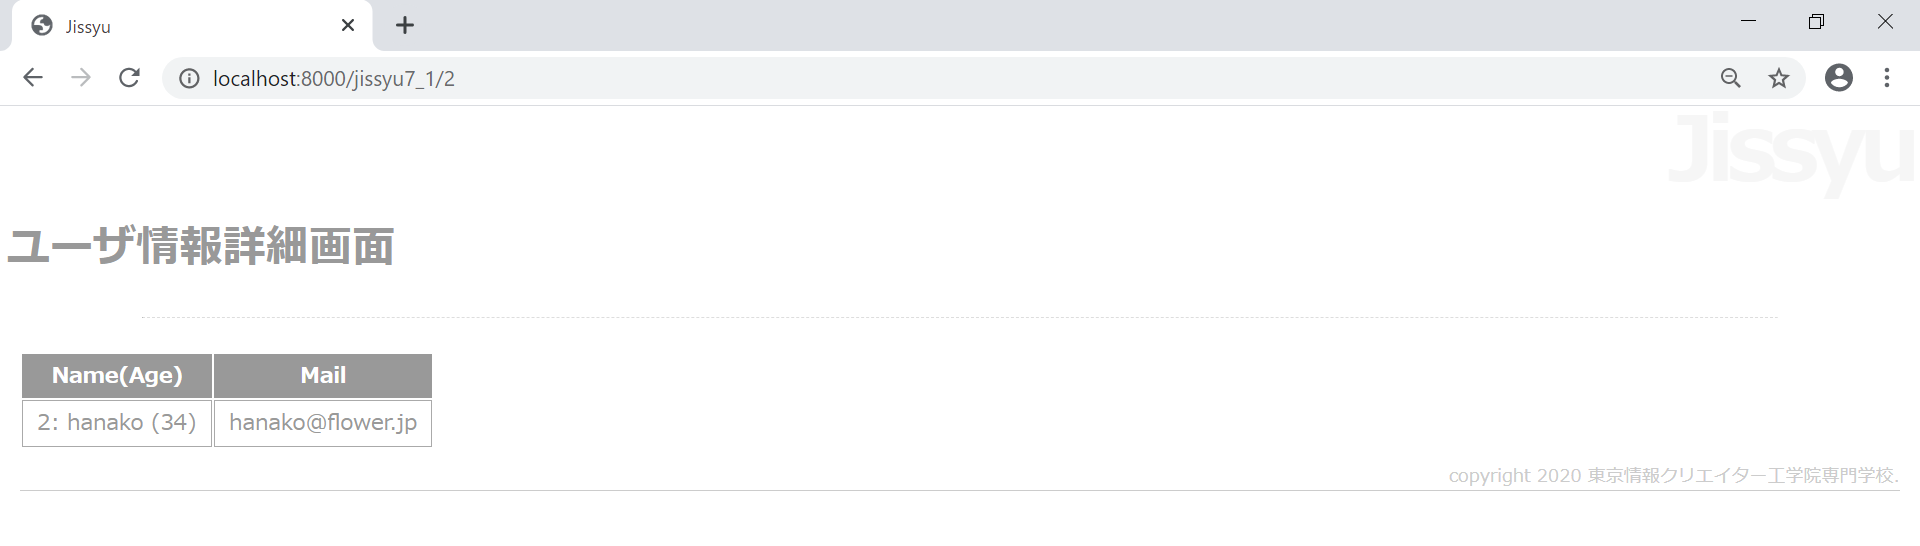 Jissyu
localhost:8000/jissyu7_1/2
Jissyu
ユーザ情報詳細画面
Name(Age) Mail
2: hanako (34) hanako@flower.jp
copyright 2020 東京情報クリエイター工学院専門学校.